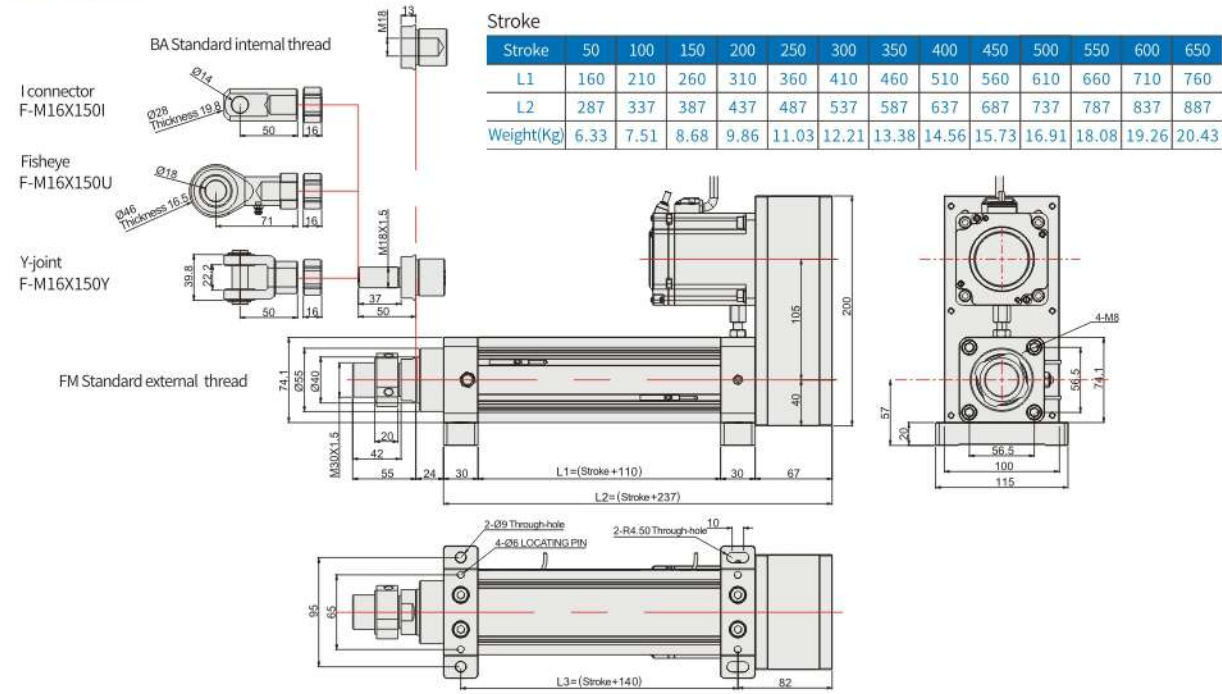 Stroke
Stroke 50 100 150 200 250 300 350 400 450 500 550 600 650
L1 160 210 260 310 360 410 460 510 560 610 660 710 760
L2 287 337 387 437 487 537 587 637 687 737 787 837 887
Weight(Kg) 6.33 7.51 8.68 9.86 11.03 12.21 13.38 14.56 15.73 16.91 18.08 19.26 20.43
13
M18
BA Standard internal thread
I connector
F-M16X150I
Ø14
Ø28
Thickness 19.8
50
16
Fisheye
F-M16X150U
Ø18
Ø46
Thickness 16.5
71
16
Y-joint
F-M16X150Y
39.8
22.2
50
16
M18X1.5
37
50
FM Standard external thread
74.1
Ø55
Ø40
M30X1.5
20
42
55
24
30
L1=(Stroke+110)
30
67
L2=(Stroke+237)
105
40
200
4-M8
56.5
74.1
57
20
56.5
100
115
2-Ø9 Through-hole
4-Ø6 LOCATING PIN
2-R4.50 Through-hole
10
95
65
L3=(Stroke+140)
82